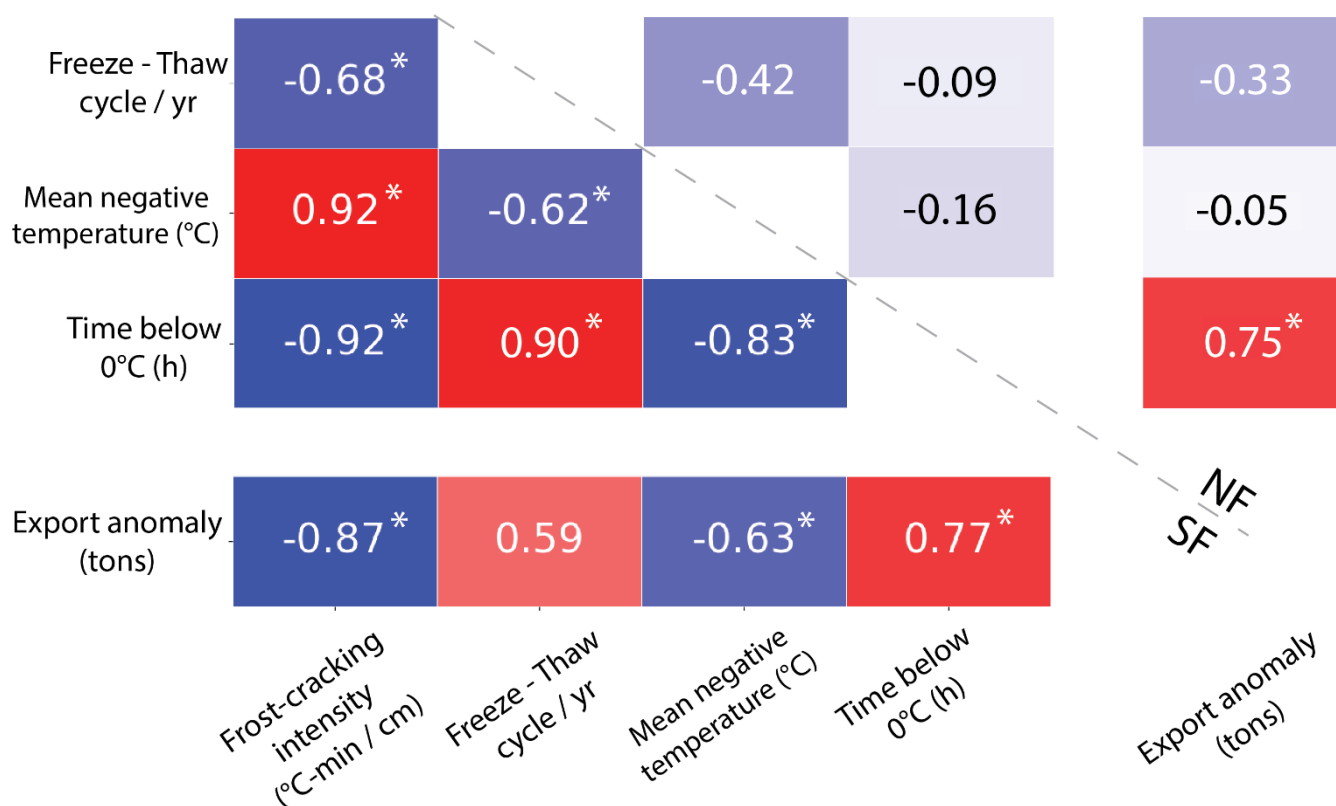 Freeze - Thaw
cycle / yr
-0.68*
-0.42
-0.09
-0.33
Mean negative
temperature (°C)
0.92*
-0.62*
-0.16
-0.05
Time below
0°C (h)
-0.92*
0.90*
-0.83*
0.75*
NF
SF
Export anomaly
(tons)
-0.87*
0.59
-0.63*
0.77*
Frost-cracking
intensity
(°C-min / cm)
Freeze - Thaw
cycle / yr
Mean negative
temperature (°C)
Time below
0°C (h)
Export anomaly
(tons)